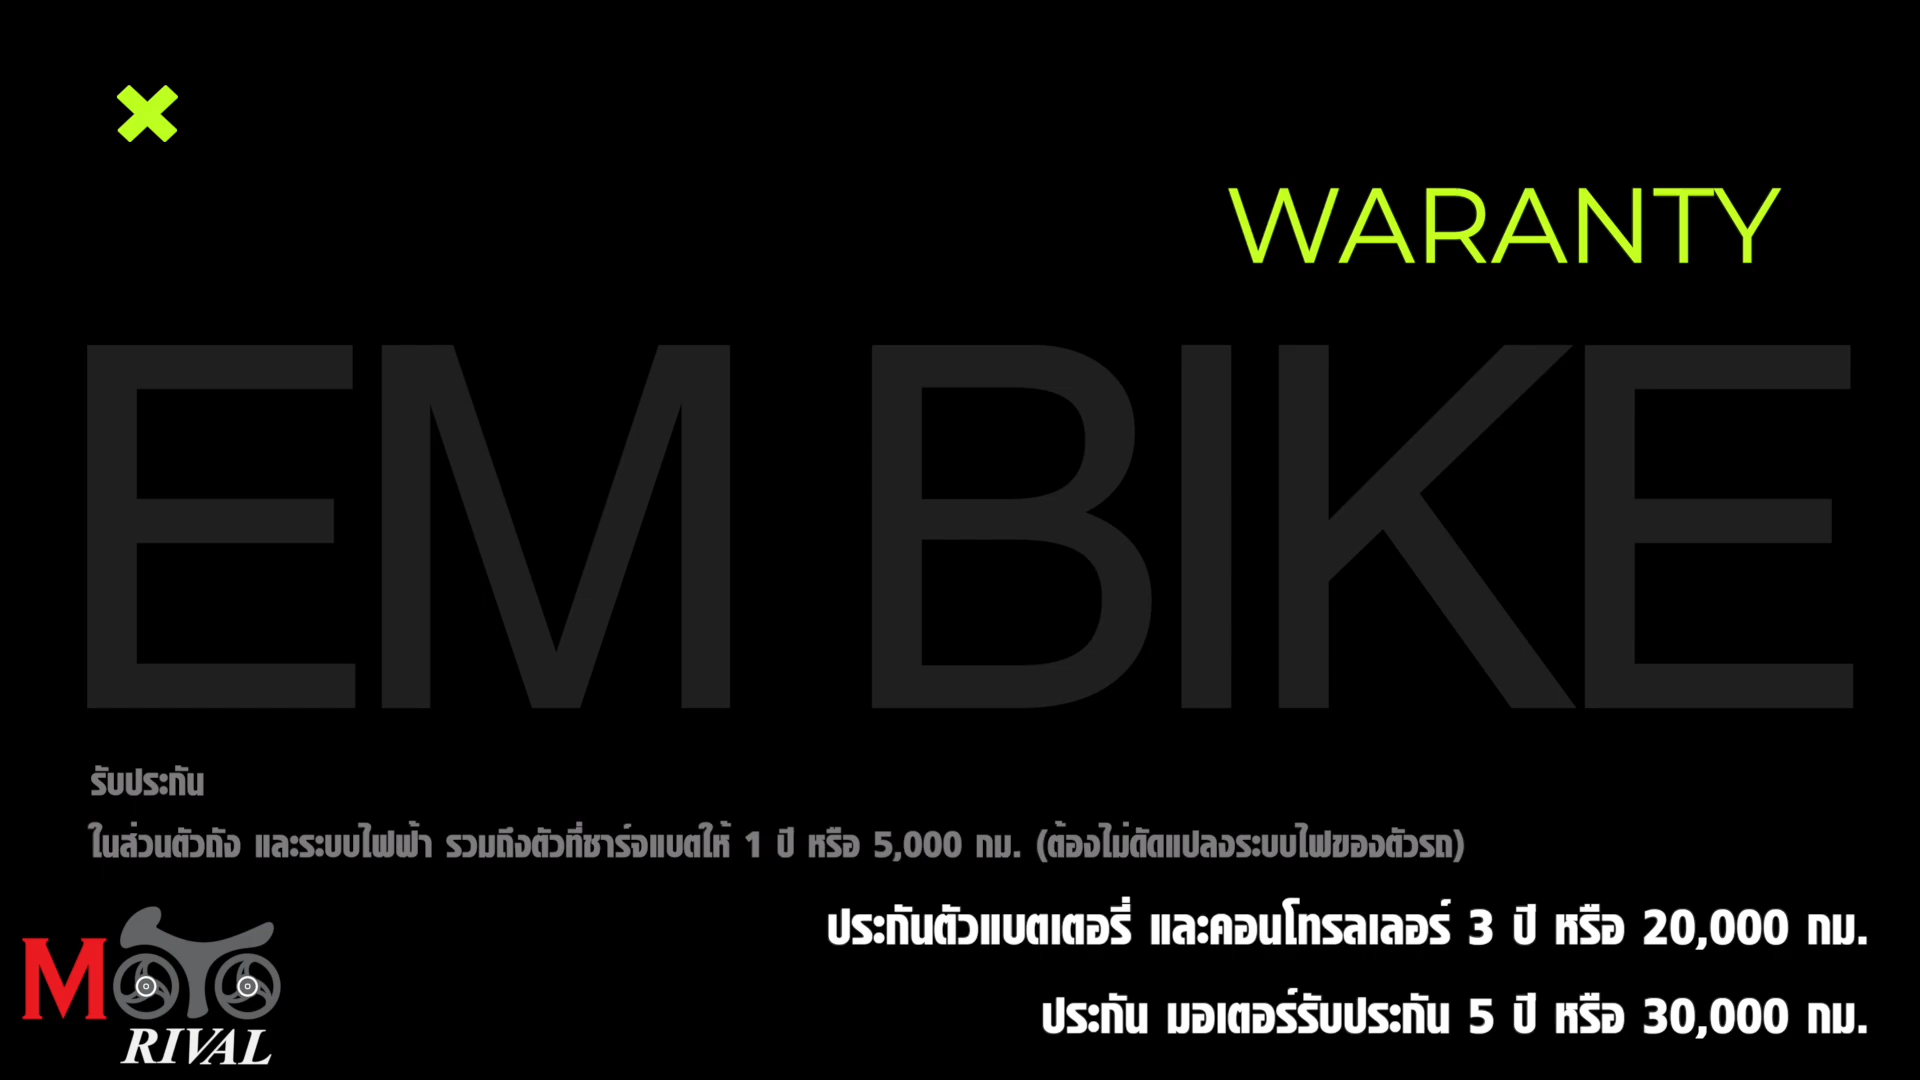 WARANTY
EM BIKE
รับประกัน
ในส่วนตัวถัง และระบบไฟฟ้า รวมถึงตัวที่ชาร์จแบตให้ 1 ปี หรือ 5,000 กม. (ต้องไม่ดัดแปลงระบบไฟของตัวรถ)
ประกันตัวแบตเตอรี่ และคอนโทรลเลอร์ 3 ปี หรือ 20,000 กม.
ประกัน มอเตอร์รับประกัน 5 ปี หรือ 30,000 กม.
MOTO
RIVAL